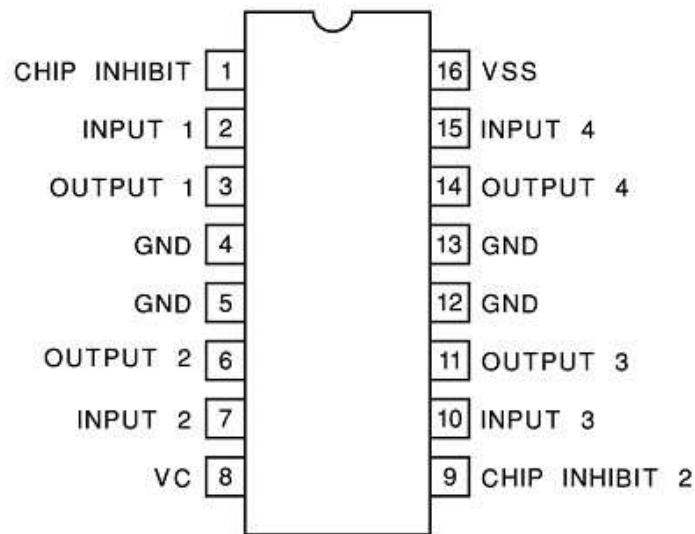 CHIP INHIBIT 1 16 VSS
INPUT 1 2 15 INPUT 4
OUTPUT 1 3 14 OUTPUT 4
GND 4 13 GND
GND 5 12 GND
OUTPUT 2 6 11 OUTPUT 3
INPUT 2 7 10 INPUT 3
VC 8 9 CHIP INHIBIT 2